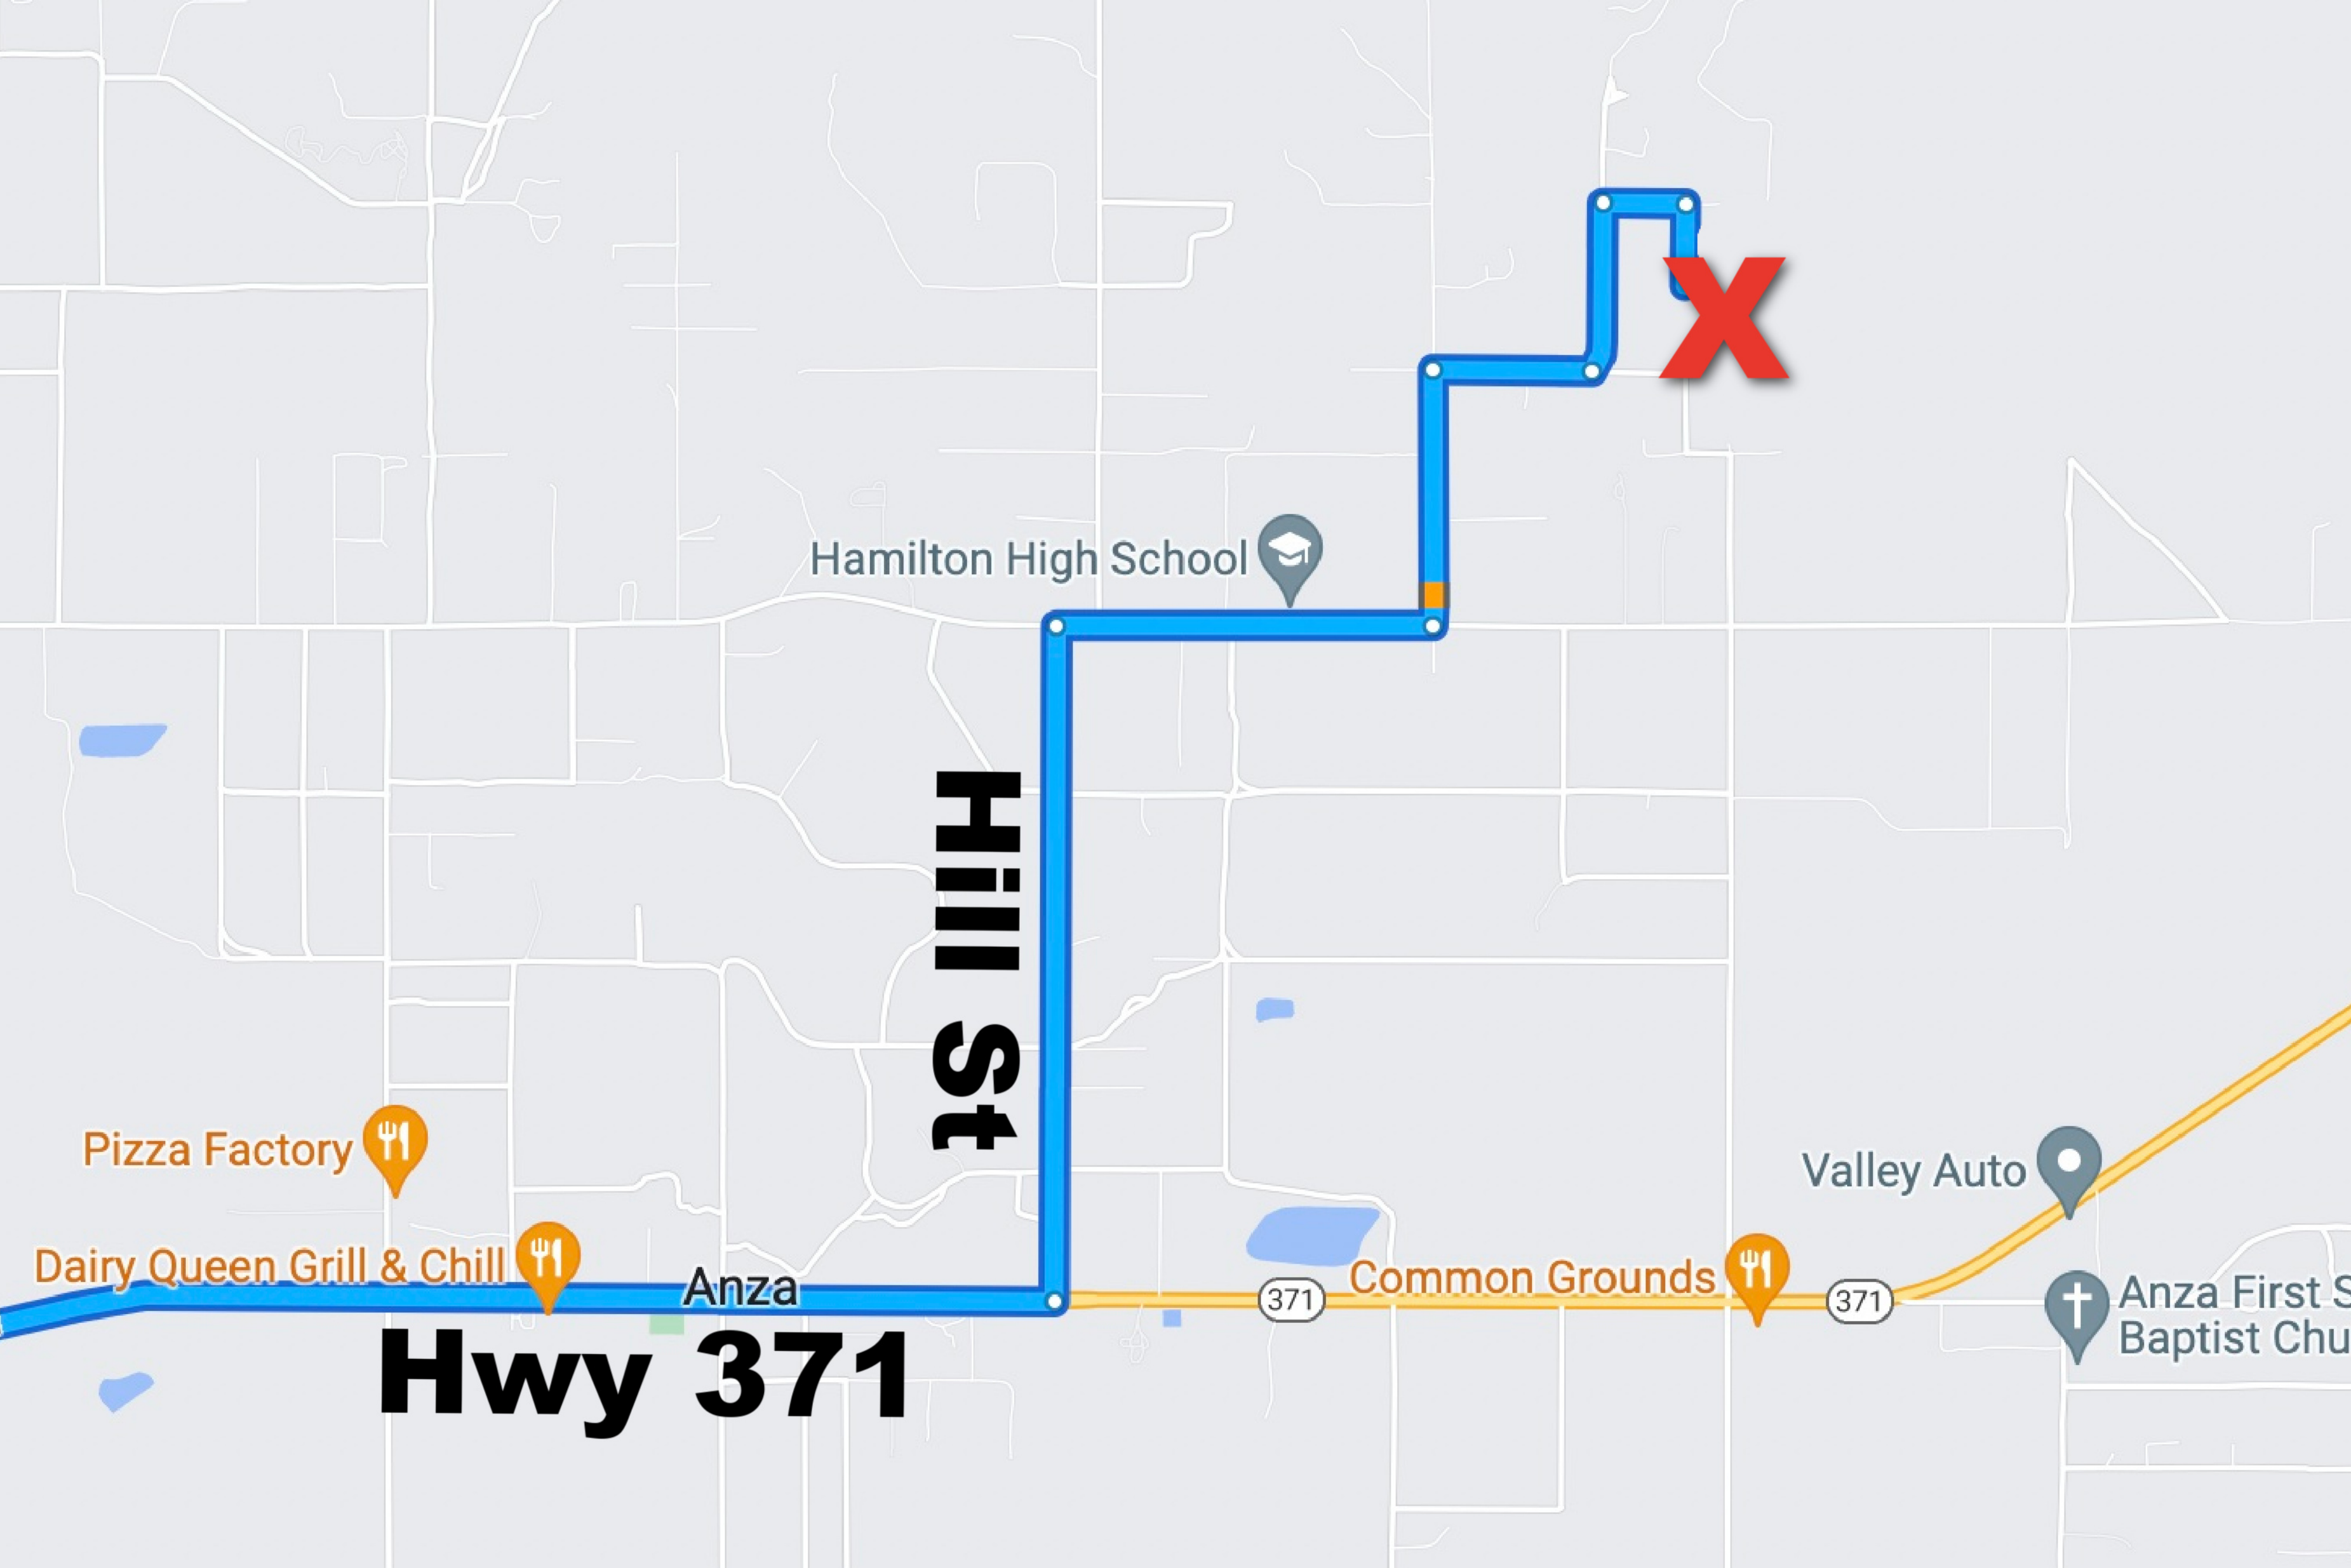 X
Hamilton High School
Hill St
Pizza Factory
Valley Auto
Dairy Queen Grill & Chill
Anza
371
Common Grounds
371
Anza First S
Baptist Chu
Hwy 371